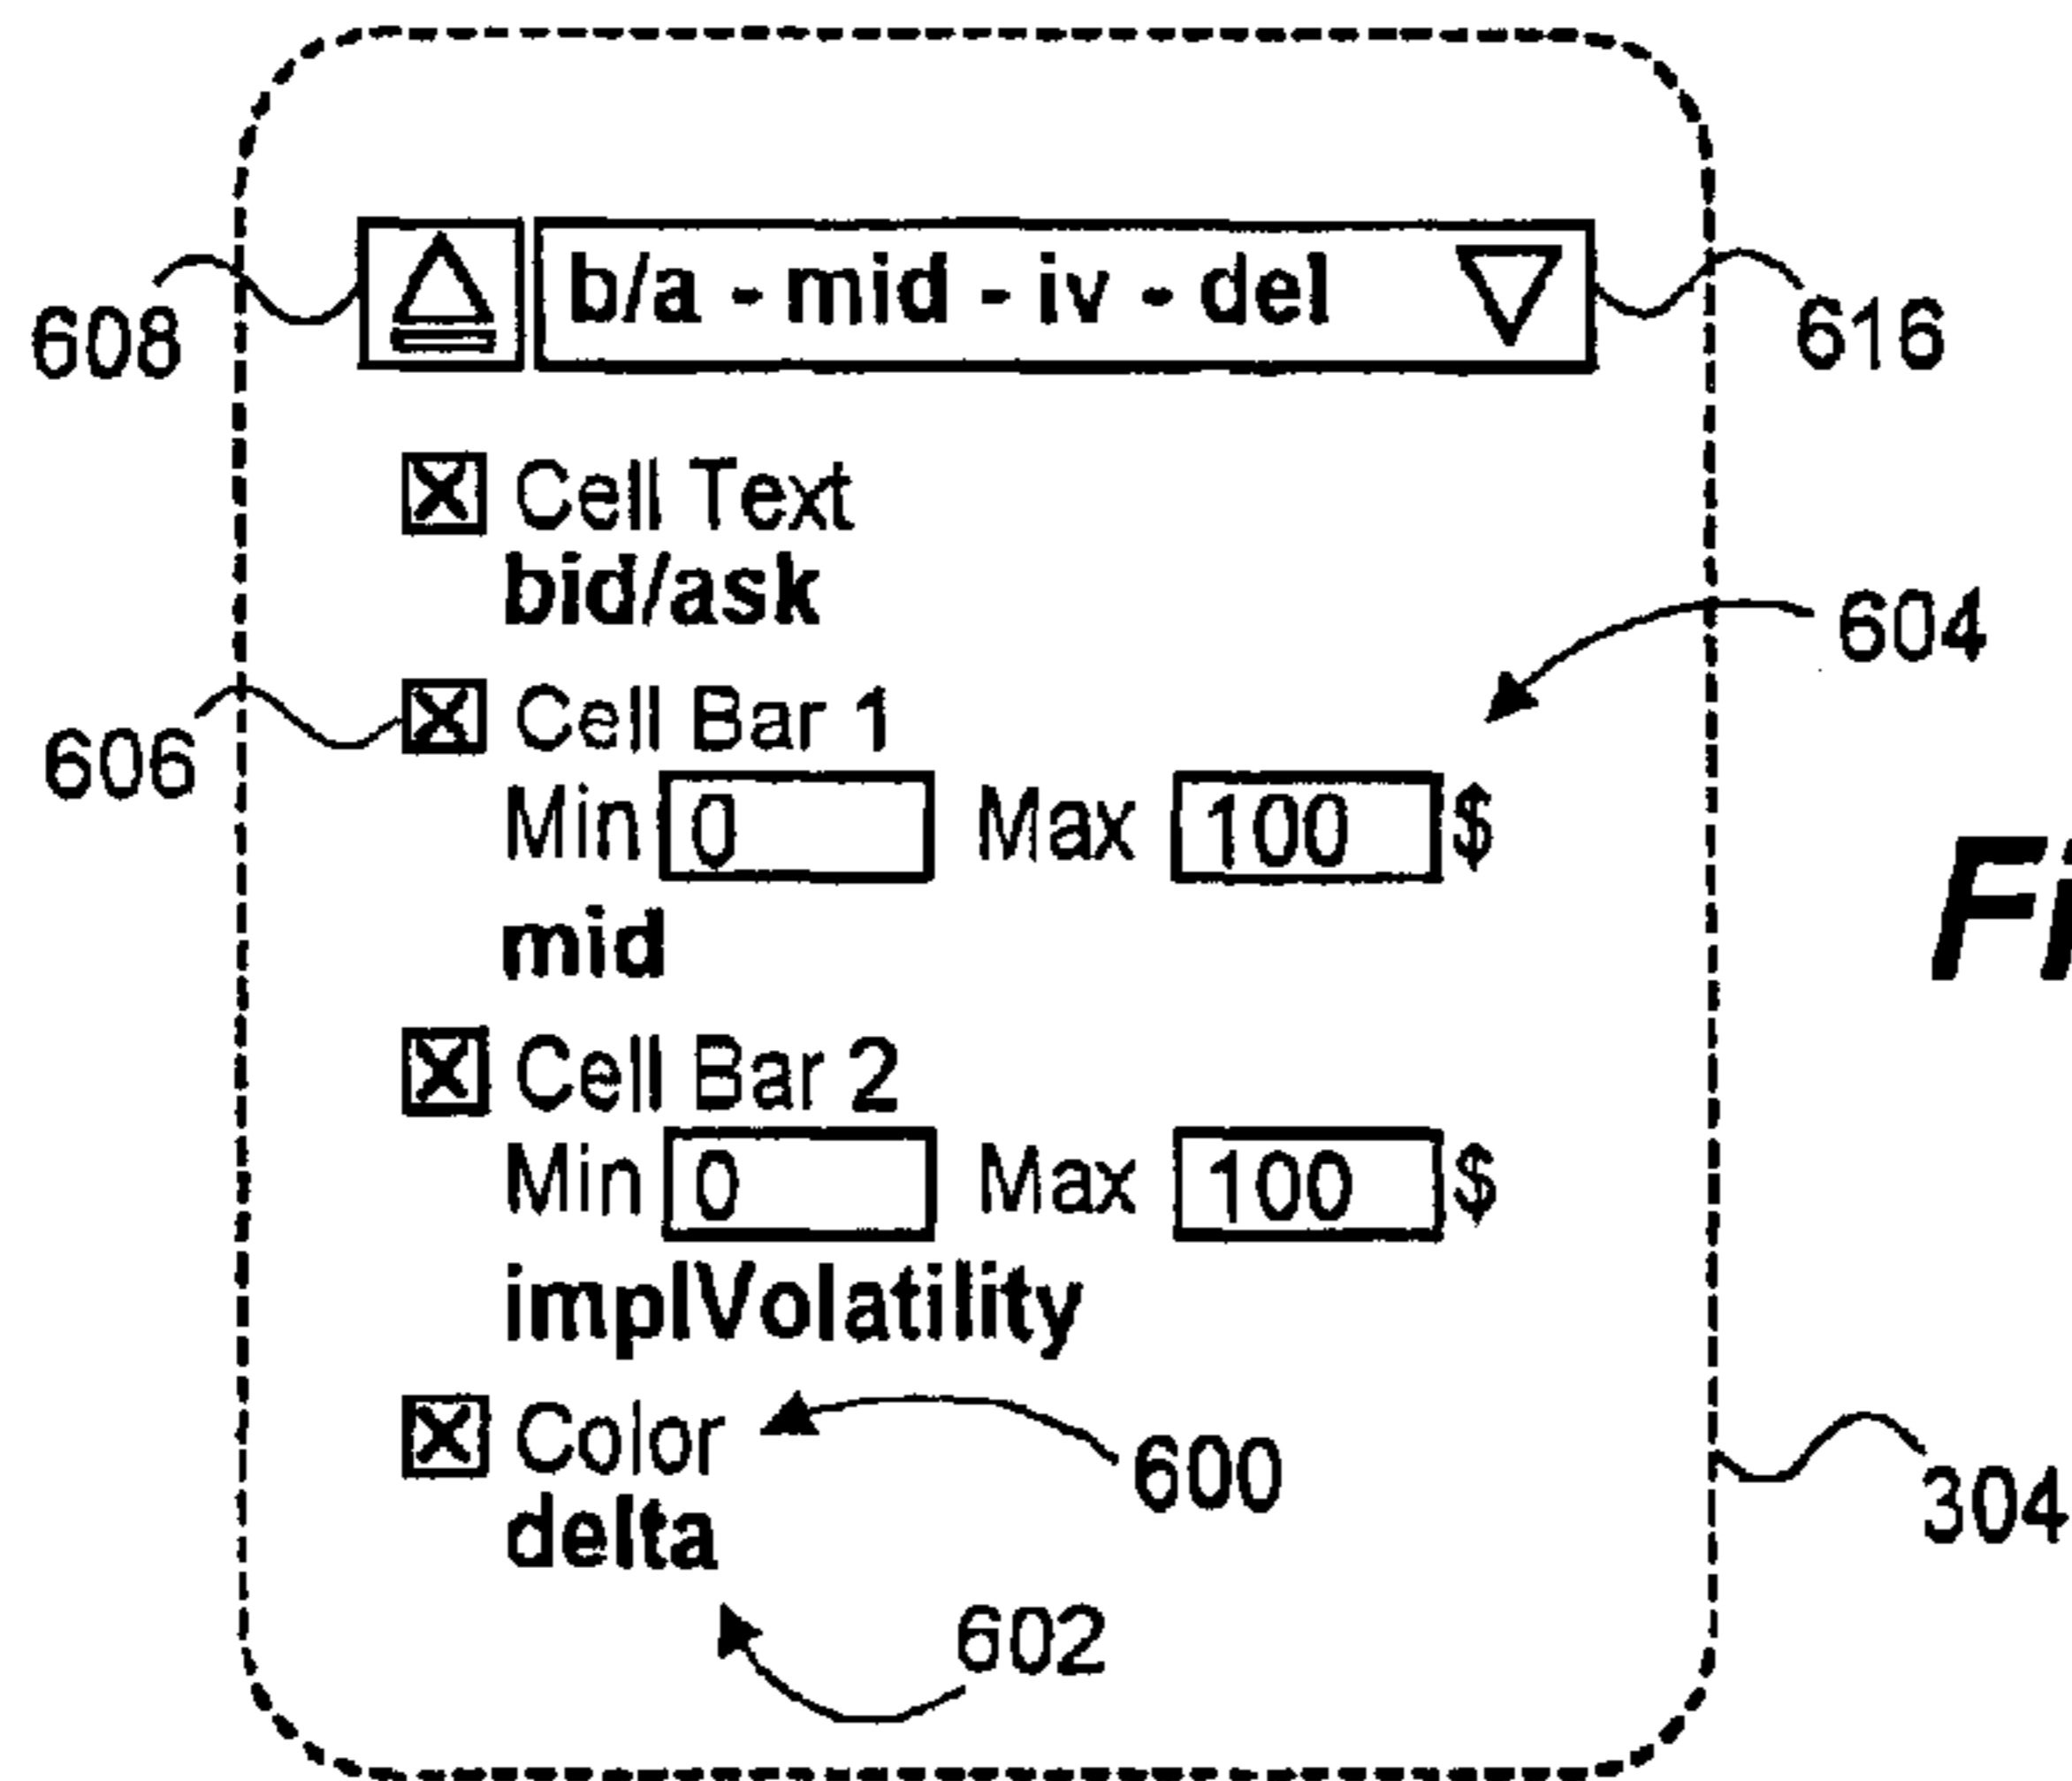 b/a - mid - iv - del
608
616
Cell Text
bid/ask
604
Cell Bar 1
606
Min 0 Max 100 $
mid
Cell Bar 2
Min 0 Max 100 $
implVolatility
Color
600
304
delta
602